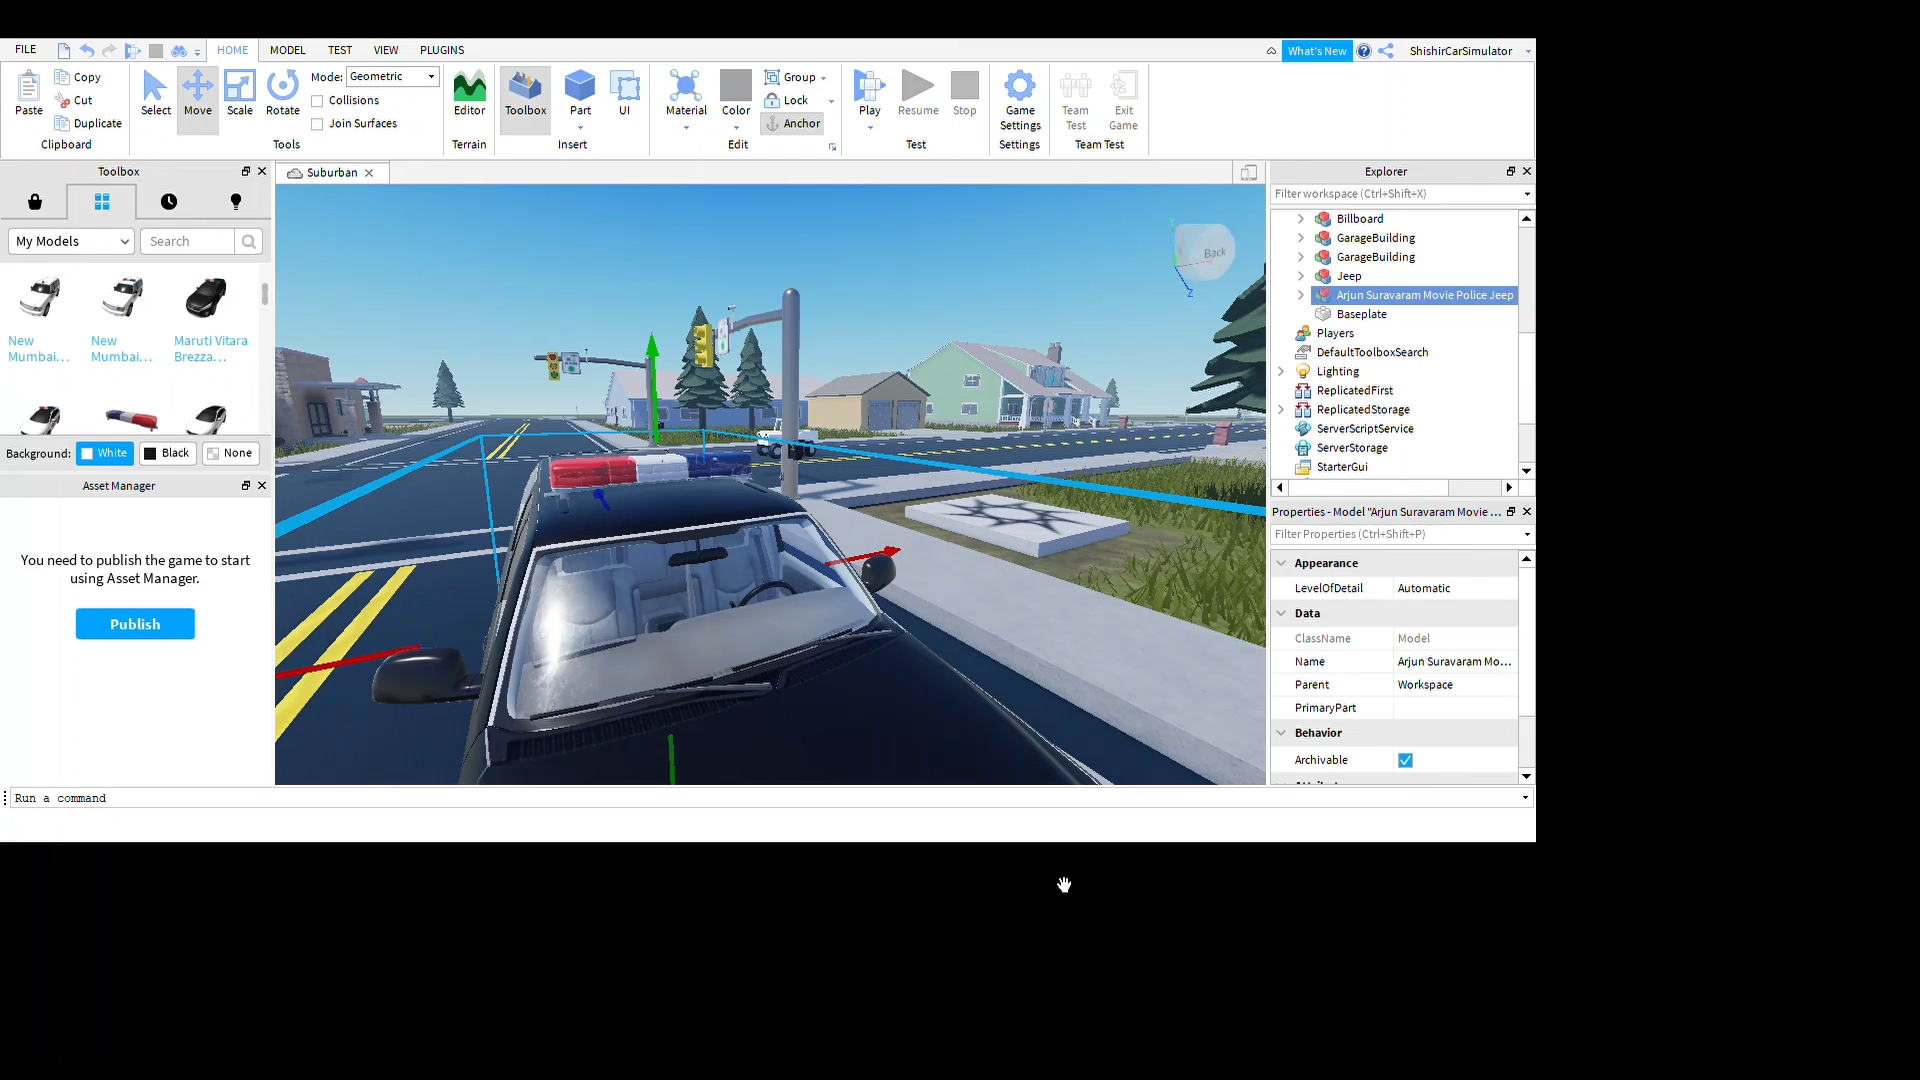 FILE HOME MODEL TEST VIEW PLUGINS What's New ShishirCarSimulator
Paste
Copy
Cut
Duplicate
Clipboard
Select
Move
Scale
Rotate
Mode: Geometric
Collisions
Join Surfaces
Tools
Editor
Terrain
Toolbox
Part
UI
Insert
Material
Color
Group
Lock
Anchor
Edit
Play
Resume
Stop
Test
Game
Settings
Settings
Team
Test
Exit
Game
Team Test
Toolbox
My Models
Search
New
Mumbai...
New
Mumbai...
Maruti Vitara
Brezza...
Background:
White
Black
None
Asset Manager
You need to publish the game to start
using Asset Manager.
Publish
Suburban
Y
Back
Z
Explorer
Filter workspace (Ctrl+Shift+X)
Billboard
GarageBuilding
GarageBuilding
Jeep
Arjun Suravaram Movie Police Jeep
Baseplate
Players
DefaultToolboxSearch
Lighting
ReplicatedFirst
ReplicatedStorage
ServerScriptService
ServerStorage
StarterGui
Properties - Model "Arjun Suravaram Movie ...
Filter Properties (Ctrl+Shift+P)
Appearance
LevelOfDetail Automatic
Data
ClassName Model
Name Arjun Suravaram Mo...
Parent Workspace
PrimaryPart
Behavior
Archivable
Run a command